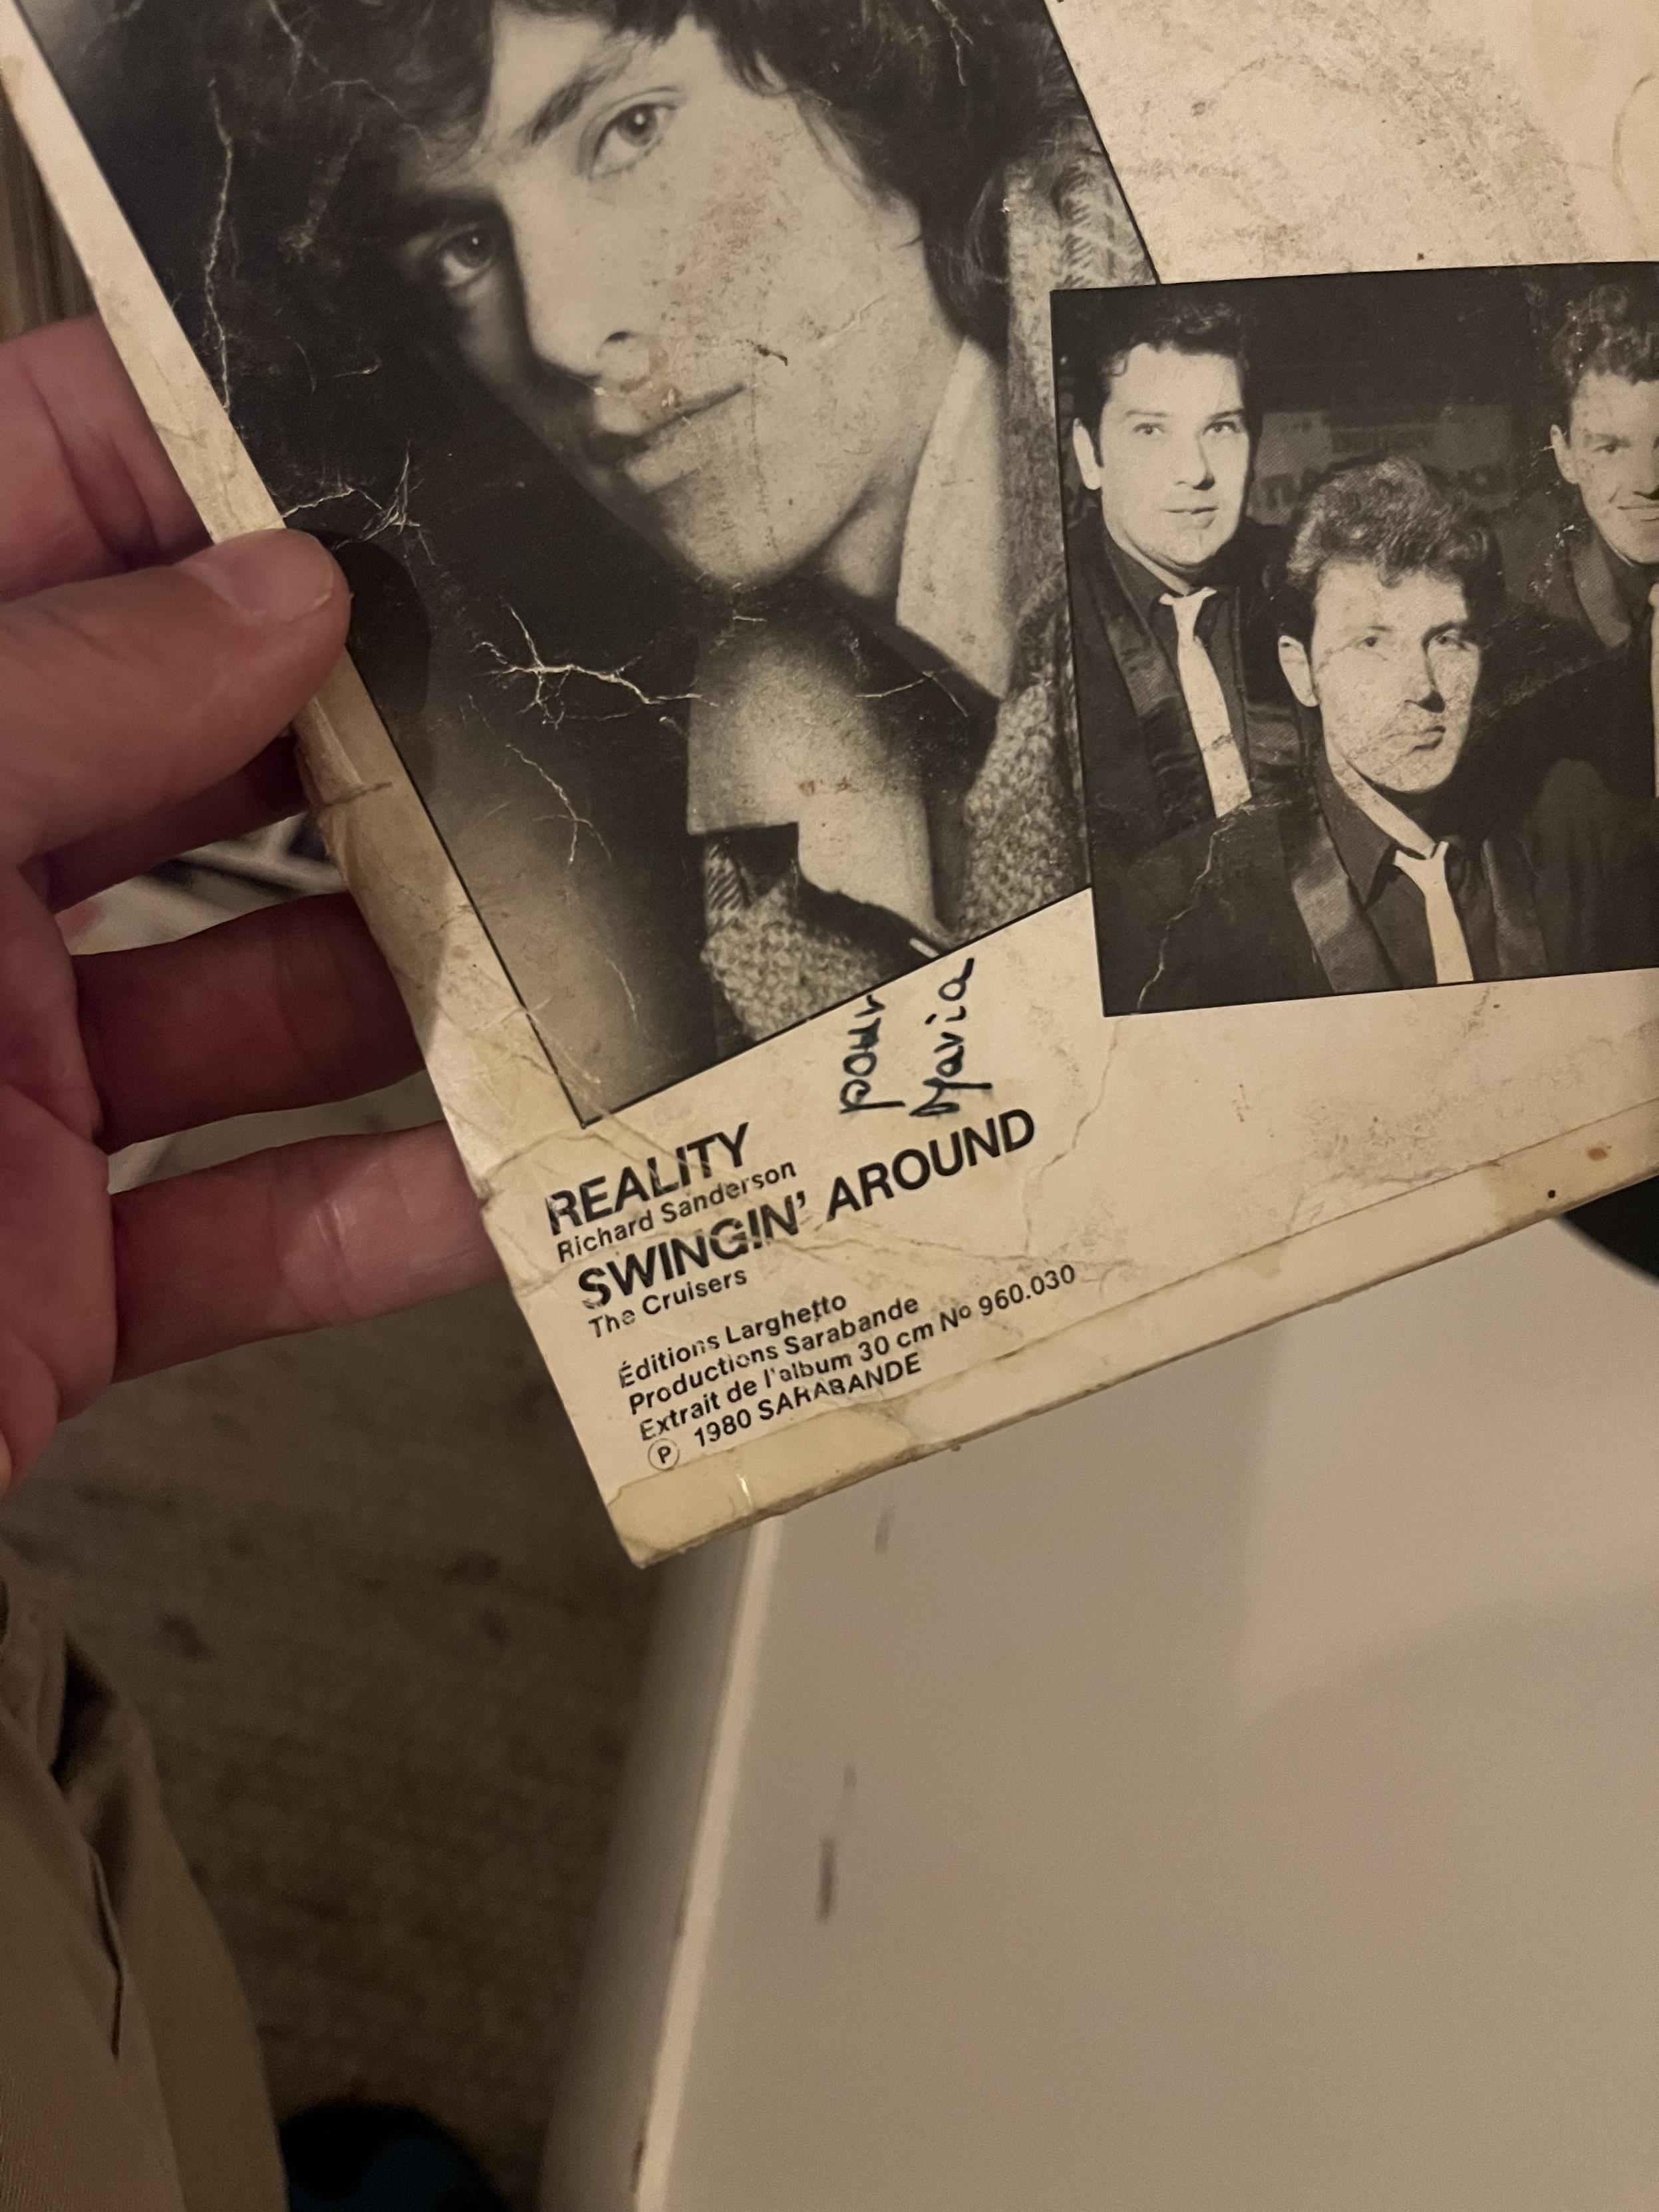 pour
Maria
REALITY
Richard Sanderson
SWINGIN' AROUND
The Cruisers
Éditions Larghetto
Productions Sarabande
Extrait de l'album 30 cm Nº 960.030
Ⓟ 1980 SARABANDE